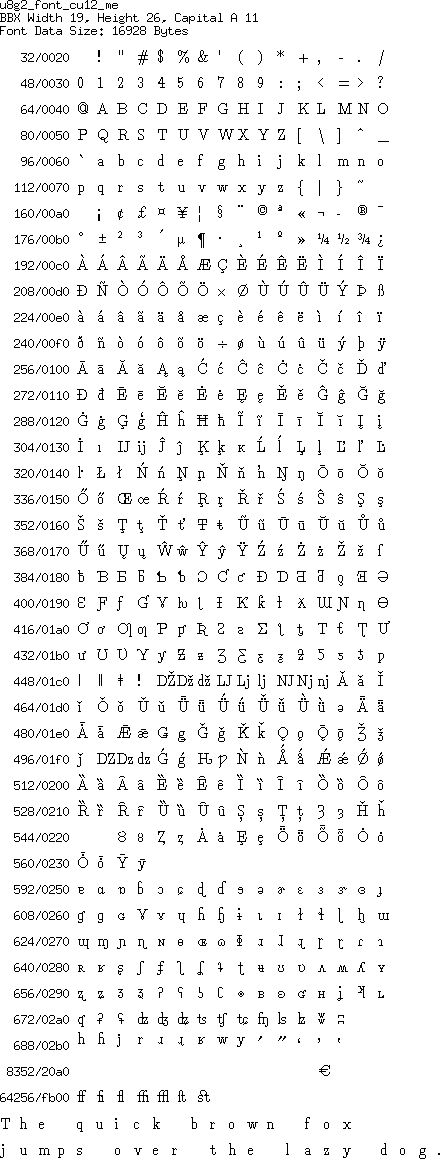 u8g2_font_cu12_me
BBX Width 19, Height 26, Capital A 11
Font Data Size: 16928 Bytes
32/0020 ! " # $ % & ' ( ) * + , - . /
48/0030 0 1 2 3 4 5 6 7 8 9 : ; < = > ?
64/0040 @ A B C D E F G H I J K L M N O
80/0050 P Q R S T U V W X Y Z [ \ ] ^ _
96/0060 ` a b c d e f g h i j k l m n o
112/0070 p q r s t u v w x y z { | } ~
160/00a0 ¡ ¢ £ ¤ ¥ ¦ § ¨ © ª « ¬ - ® ¯
176/00b0 ° ± ² ³ ´ µ ¶ · ¸ ¹ º » ¼ ½ ¾ ¿
192/00c0 À Á Â Ã Ä Å Æ Ç È É Ê Ë Ì Í Î Ï
208/00d0 Ð Ñ Ò Ó Ô Õ Ö × Ø Ù Ú Û Ü Ý Þ ß
224/00e0 à á â ã ä å æ ç è é ê ë ì í î ï
240/00f0 ð ñ ò ó ô õ ö ÷ ø ù ú û ü ý þ ÿ
256/0100 Ā ā Ă ă Ą ą Ć ć Ĉ ĉ Ċ ċ Č č Ď ď
272/0110 Đ đ Ē ē Ĕ ĕ Ė ė Ę ę Ě ě Ĝ ĝ Ğ ğ
288/0120 Ġ ġ Ģ ģ Ĥ ĥ Ħ ħ Ĩ ĩ Ī ī Ĭ ĭ Į į
304/0130 İ ı Ĳ ĳ Ĵ ĵ Ķ ķ ĸ Ĺ ĺ Ļ ļ Ľ ľ Ŀ
320/0140 ŀ Ł ł Ń ń Ņ ņ Ň ň ŉ Ŋ ŋ Ō ō Ŏ ŏ
336/0150 Ő ő Œ œ Ŕ ŕ Ŗ ŗ Ř ř Ś ś Ŝ ŝ Ş ş
352/0160 Š š Ţ ţ Ť ť Ŧ ŧ Ũ ũ Ū ū Ŭ ŭ Ů ů
368/0170 Ű ű Ų ų Ŵ ŵ Ŷ ŷ Ÿ Ź ź Ż ż Ž ž ſ
384/0180 ƀ Ɓ Ƃ ƃ Ƅ ƅ Ɔ Ƈ ƈ Ɖ Ɗ Ƌ ƌ ƍ Ǝ Ə
400/0190 Ɛ Ƒ ƒ Ɠ Ɣ ƕ Ɩ Ɨ Ƙ ƙ ƚ ƛ Ɯ Ɲ ƞ Ɵ
416/01a0 Ơ ơ Ƣ ƣ Ƥ ƥ Ʀ Ƨ ƨ Ʃ ƪ ƫ Ƭ ƭ Ʈ Ư
432/01b0 ư Ʊ Ʋ Ƴ ƴ Ƶ ƶ Ʒ Ƹ ƹ ƺ ƻ Ƽ ƽ ƾ ƿ
448/01c0 ǀ ǁ ǂ ǃ Ǆ ǅ ǆ Ǉ ǈ ǉ Ǌ ǋ ǌ Ǎ ǎ Ǐ
464/01d0 ǐ Ǒ ǒ Ǔ ǔ Ǖ ǖ Ǘ ǘ Ǚ ǚ Ǜ ǜ ǝ Ǟ ǟ
480/01e0 Ǡ ǡ Ǣ ǣ Ǥ ǥ Ǧ ǧ Ǩ ǩ Ǫ ǫ Ǭ ǭ Ǯ ǯ
496/01f0 ǰ Ǳ ǲ ǳ Ǵ ǵ Ƕ Ƿ Ǹ ǹ Ǻ ǻ Ǽ ǽ Ǿ ǿ
512/0200 Ȁ ȁ Ȃ ȃ Ȅ ȅ Ȇ ȇ Ȉ ȉ Ȋ ȋ Ȍ ȍ Ȏ ȏ
528/0210 Ȑ ȑ Ȓ ȓ Ȕ ȕ Ȗ ȗ Ș ș Ț ț Ȝ ȝ Ȟ ȟ
544/0220 Ȣ ȣ Ȥ ȥ Ȧ ȧ Ȩ ȩ Ȫ ȫ Ȭ ȭ Ȯ ȯ
560/0230 Ȱ ȱ Ȳ ȳ
592/0250 ɐ ɑ ɒ ɓ ɔ ɕ ɖ ɗ ɘ ə ɚ ɛ ɜ ɝ ɞ ɟ
608/0260 ɠ ɡ ɢ ɣ ɤ ɥ ɦ ɧ ɨ ɩ ɪ ɫ ɬ ɭ ɮ ɯ
624/0270 ɰ ɱ ɲ ɳ ɴ ɵ ɶ ɷ ɸ ɹ ɺ ɻ ɼ ɽ ɾ ɿ
640/0280 ʀ ʁ ʂ ʃ ʄ ʅ ʆ ʇ ʈ ʉ ʊ ʋ ʌ ʍ ʎ ʏ
656/0290 ʐ ʑ ʒ ʓ ʔ ʕ ʖ ʗ ʘ ʙ ʚ ʛ ʜ ʝ ʞ ʟ
672/02a0 ʠ ʡ ʢ ʣ ʤ ʥ ʦ ʧ ʨ ʩ ʪ ʫ ʬ ʭ
688/02b0 ʰ ʱ ʲ ʳ ʴ ʵ ʶ ʷ ʸ ʹ ʺ ʻ ʼ ʽ
8352/20a0 €
64256/fb00 ﬀ ﬁ ﬂ ﬃ ﬄ ﬅ ﬆ
The quick brown fox
jumps over the lazy dog.